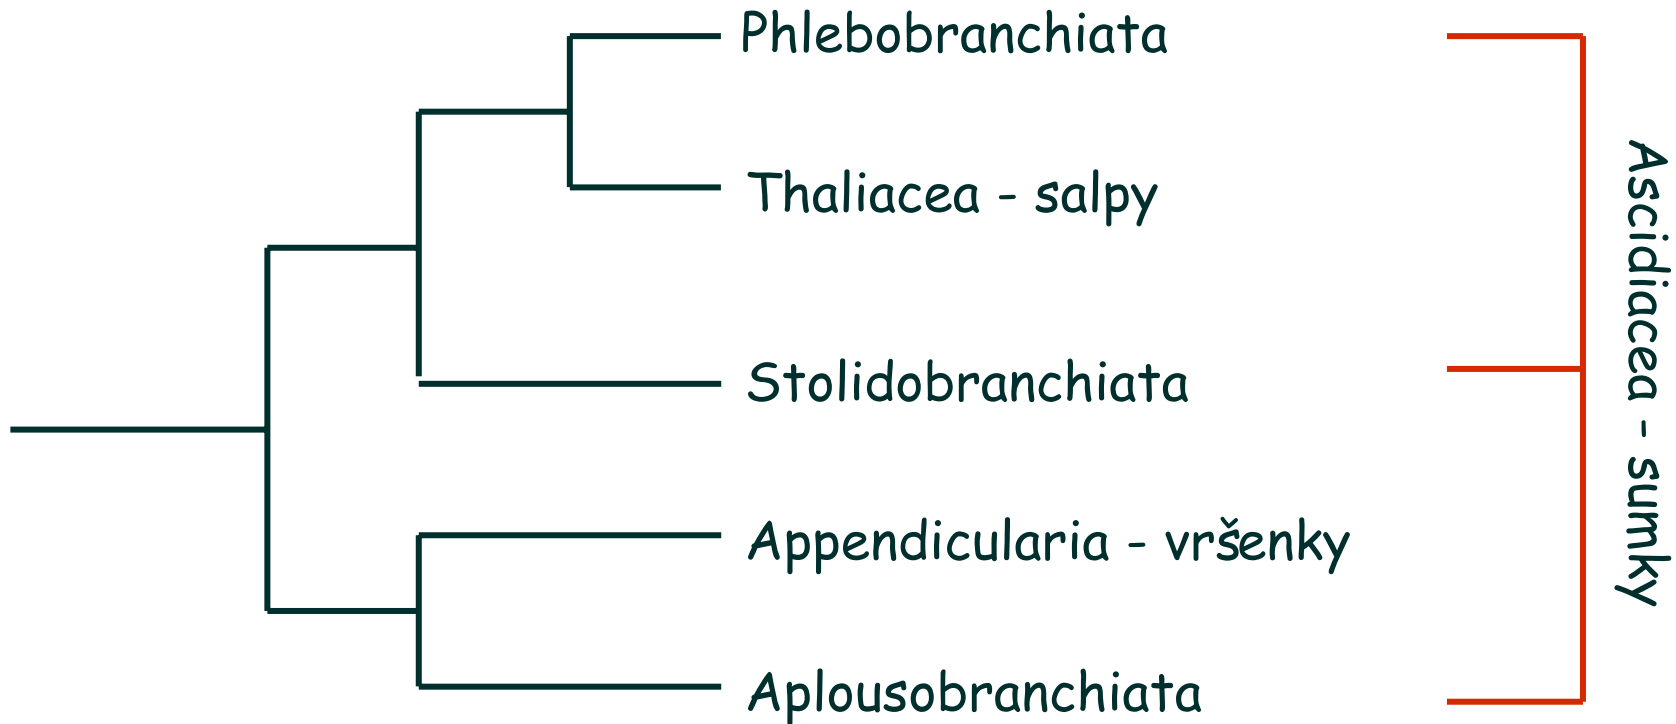 Phlebobranchiata
Thaliacea - salpy
Stolidobranchiata
Appendicularia - vršenky
Aplousobranchiata
Ascidiacea - sumky